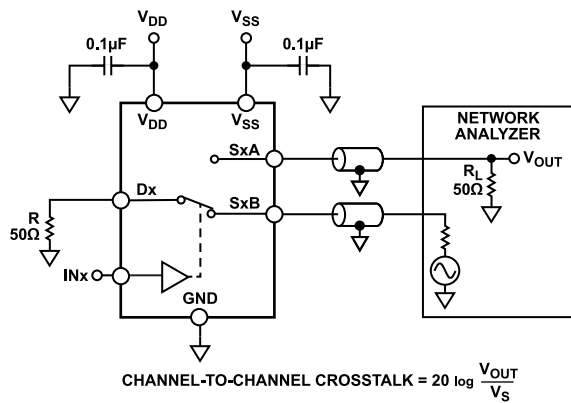 VDD VSS
0.1µF 0.1µF
VDD VSS
NETWORK
ANALYZER
SxA
VOUT
RL
50Ω
Dx
SxB
R
50Ω
INx
GND
CHANNEL-TO-CHANNEL CROSSTALK = 20 log VOUT
VS